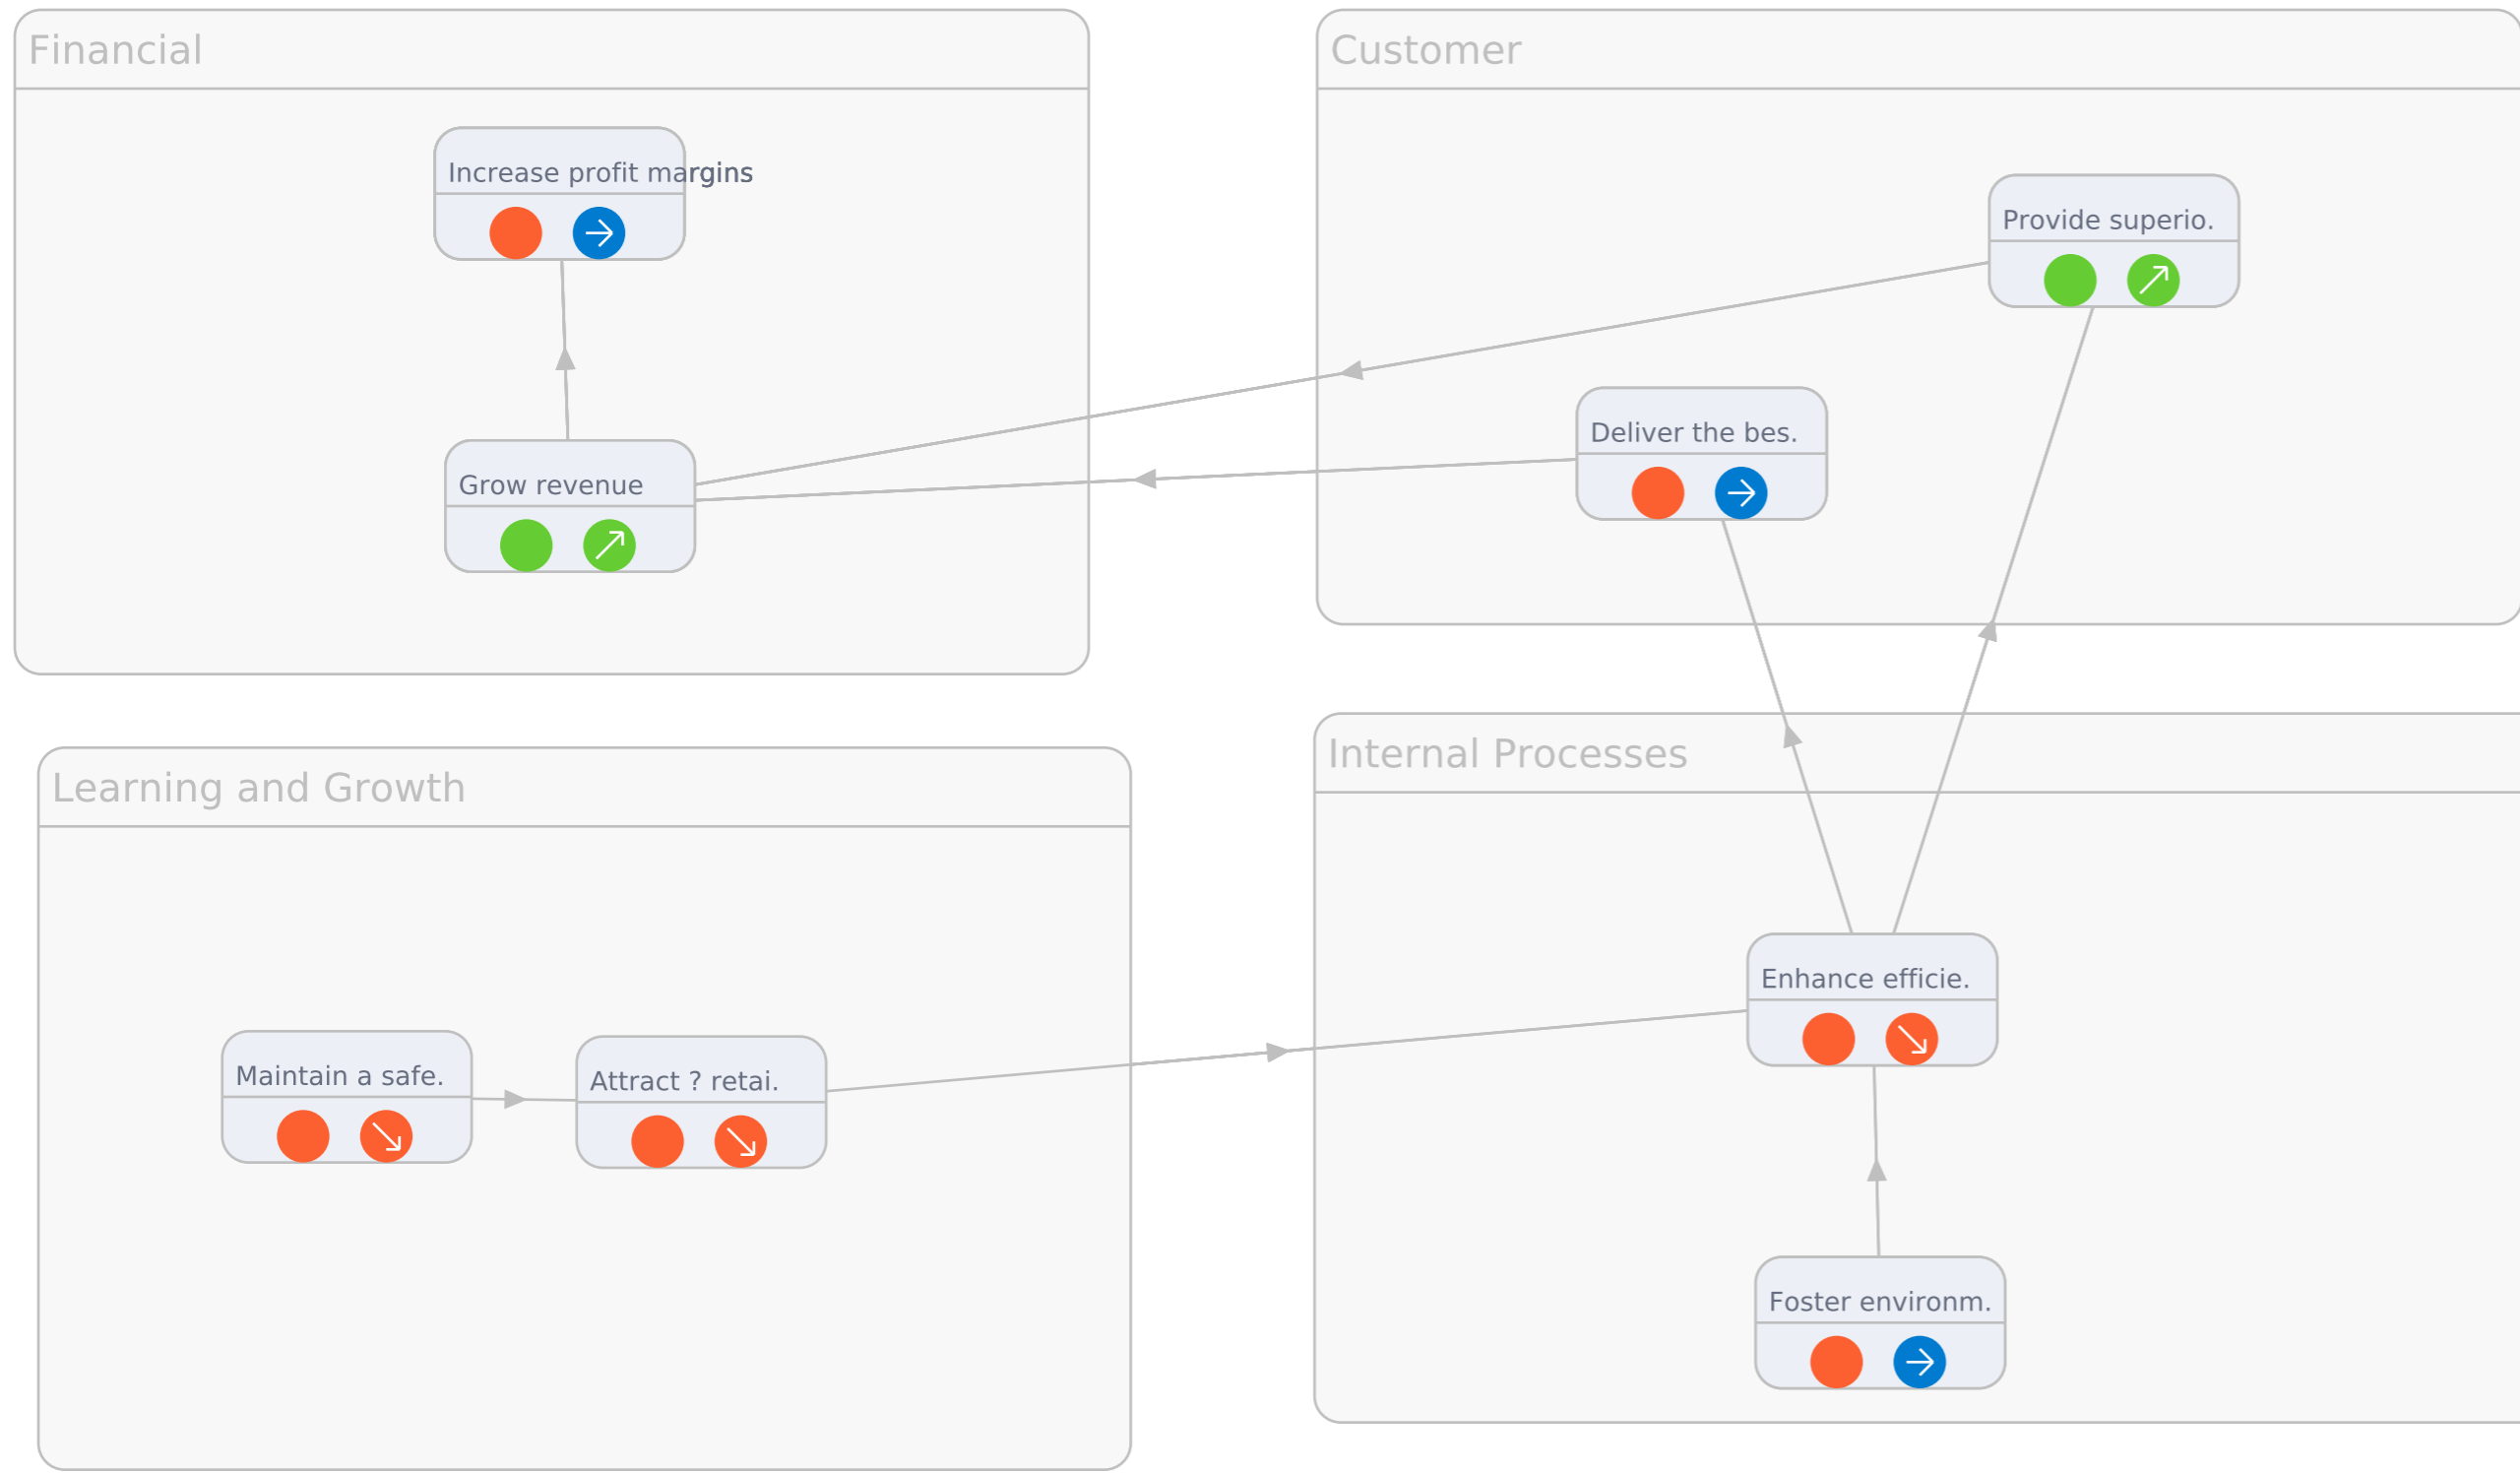 Financial
Increase profit margins
Grow revenue
Customer
Provide superio.
Deliver the bes.
Learning and Growth
Maintain a safe.
Attract ? retai.
Internal Processes
Enhance efficie.
Foster environm.